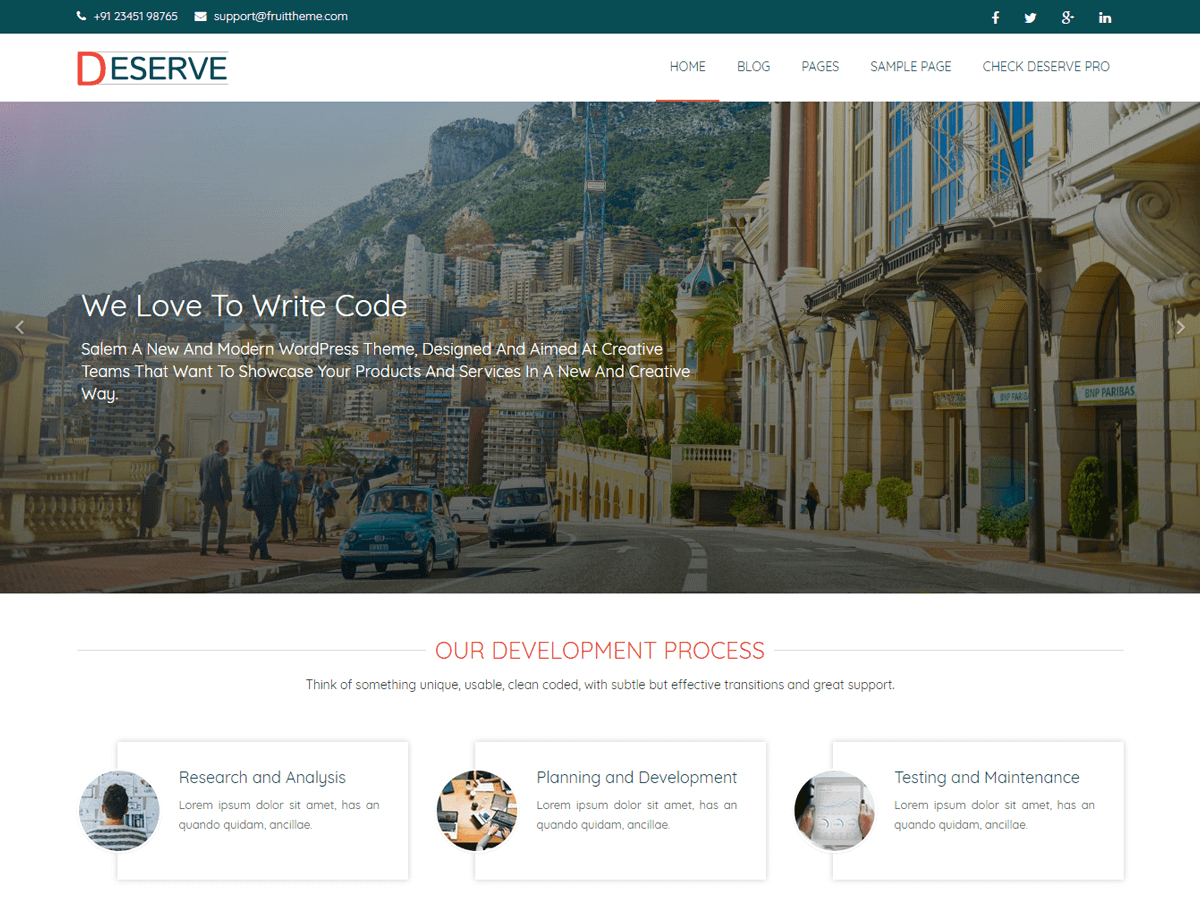 +91 23451 98765 support@fruittheme.com
DESERVE
HOME BLOG PAGES SAMPLE PAGE CHECK DESERVE PRO
We Love To Write Code
Salem A New And Modern WordPress Theme, Designed And Aimed At Creative
Teams That Want To Showcase Your Products And Services In A New And Creative
Way.
BNP PARIBAS
OUR DEVELOPMENT PROCESS
Think of something unique, usable, clean coded, with subtle but effective transitions and great support.
Research and Analysis
Lorem ipsum dolor sit amet, has an
quando quidam, ancillae.
Planning and Development
Lorem ipsum dolor sit amet, has an
quando quidam, ancillae.
Testing and Maintenance
Lorem ipsum dolor sit amet, has an
quando quidam, ancillae.